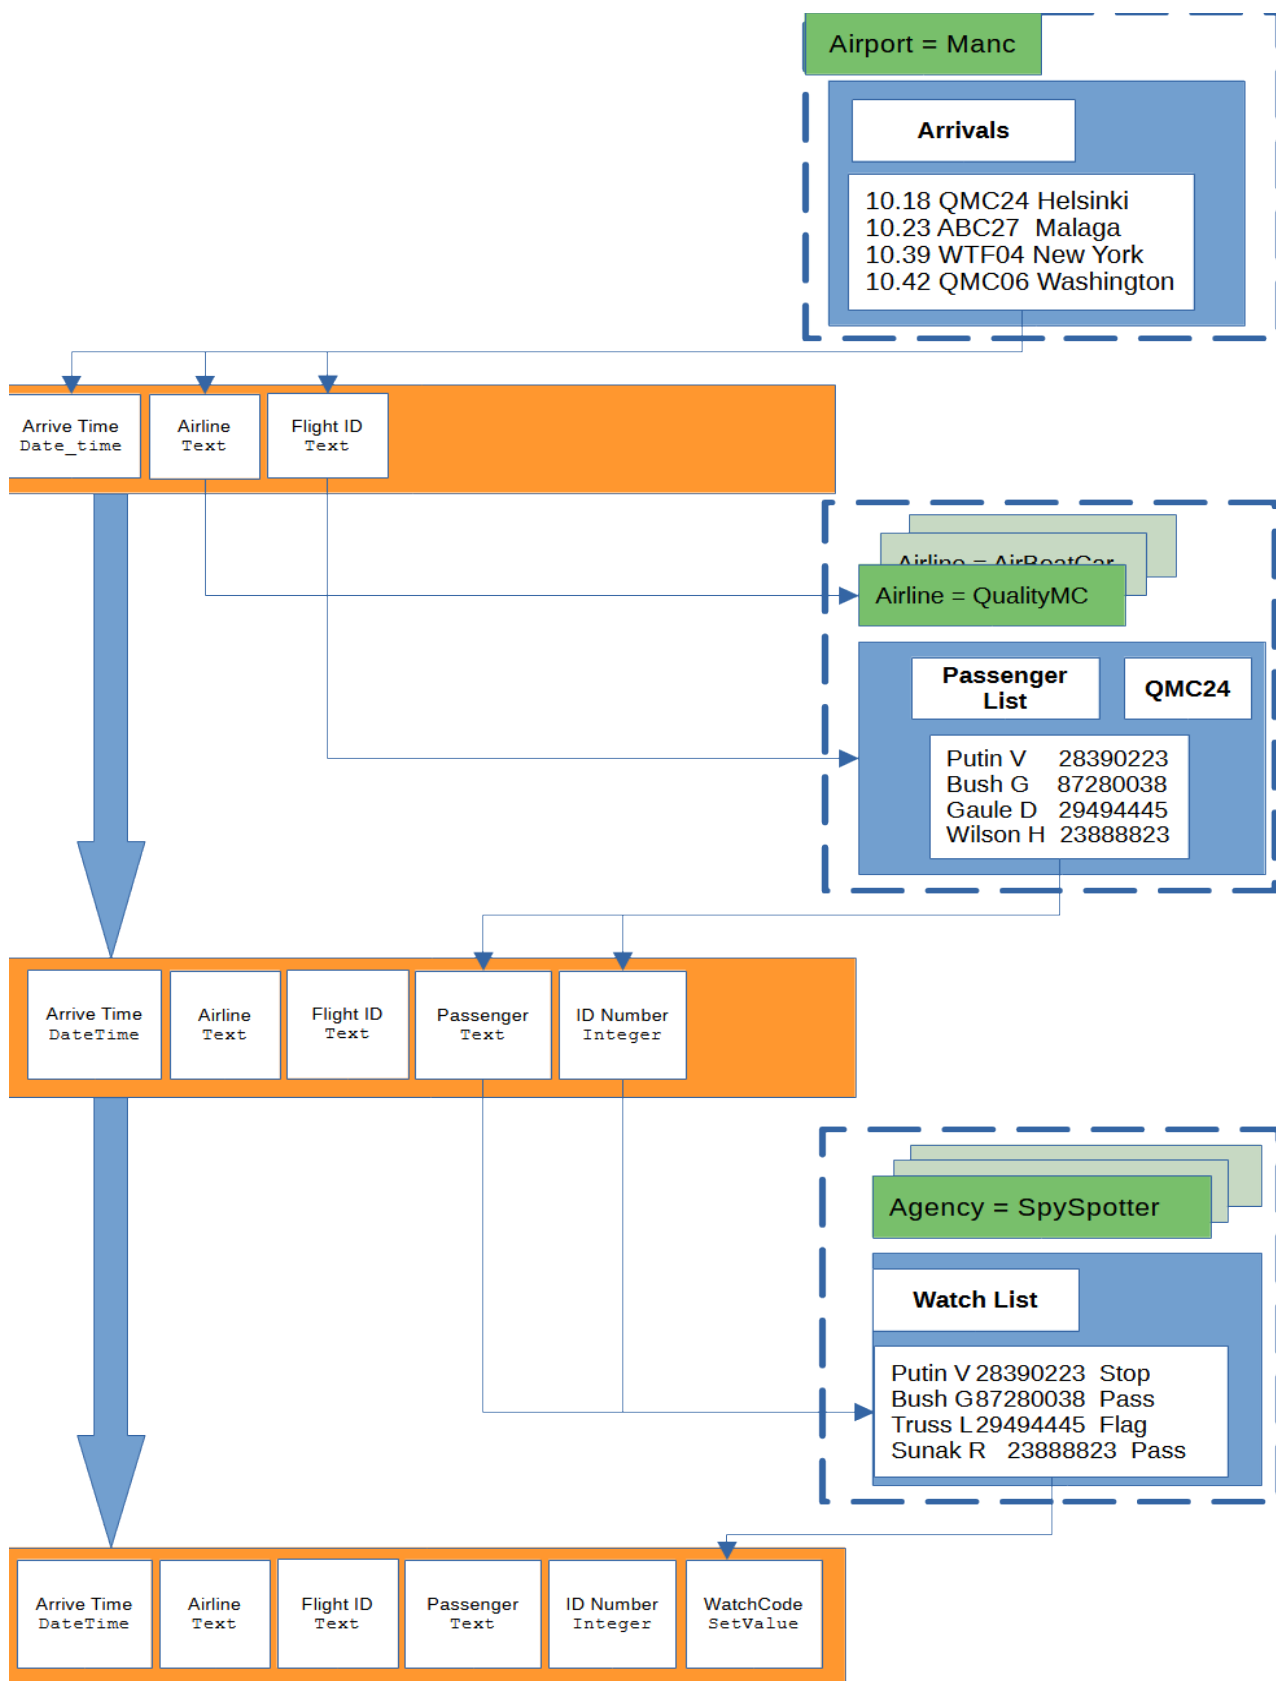 Airport = Manc
Arrivals
10.18 QMC24 Helsinki
10.23 ABC27 Malaga
10.39 WTF04 New York
10.42 QMC06 Washington
Arrive Time
Date_time
Airline
Text
Flight ID
Text
Airline = AirBoatCar
Airline = QualityMC
Passenger
List
QMC24
Putin V 28390223
Bush G 87280038
Gaule D 29494445
Wilson H 23888823
Arrive Time
DateTime
Airline
Text
Flight ID
Text
Passenger
Text
ID Number
Integer
Agency = SpySpotter
Watch List
Putin V 28390223 Stop
Bush G87280038 Pass
Truss L29494445 Flag
Sunak R 23888823 Pass
Arrive Time
DateTime
Airline
Text
Flight ID
Text
Passenger
Text
ID Number
Integer
WatchCode
SetValue